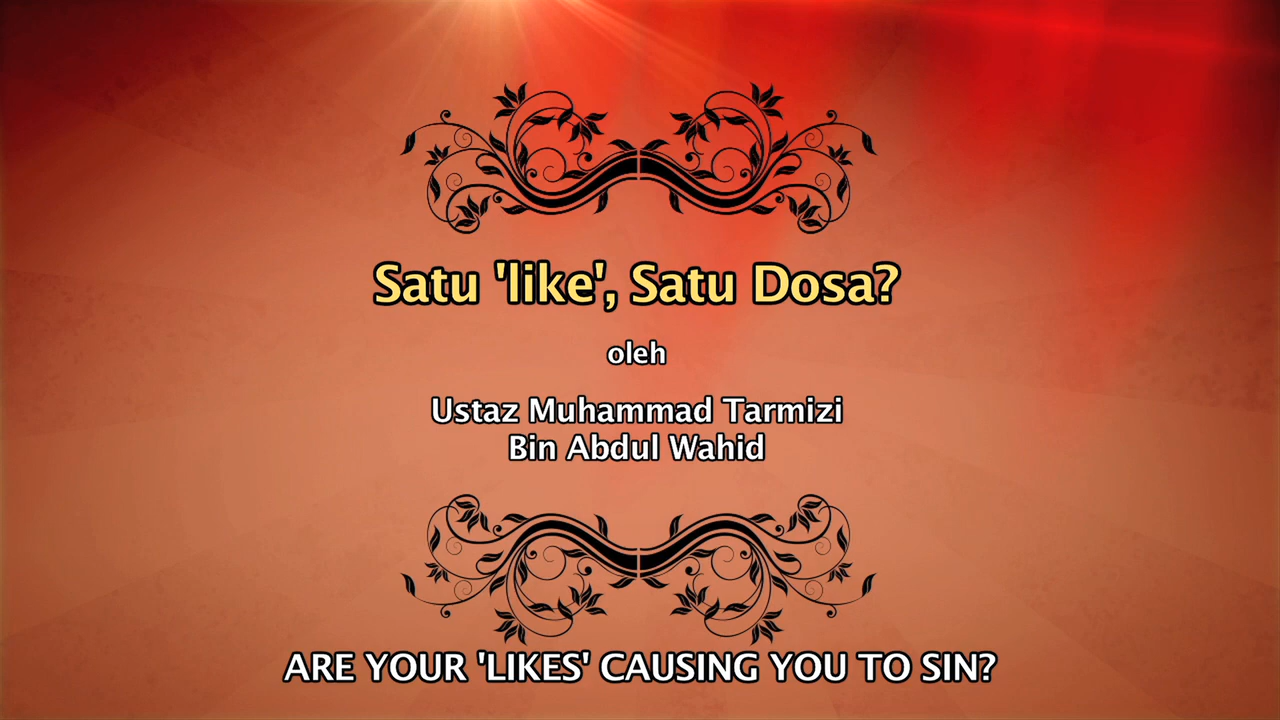 Satu 'like', Satu Dosa?
oleh
Ustaz Muhammad Tarmizi
Bin Abdul Wahid
ARE YOUR 'LIKES' CAUSING YOU TO SIN?